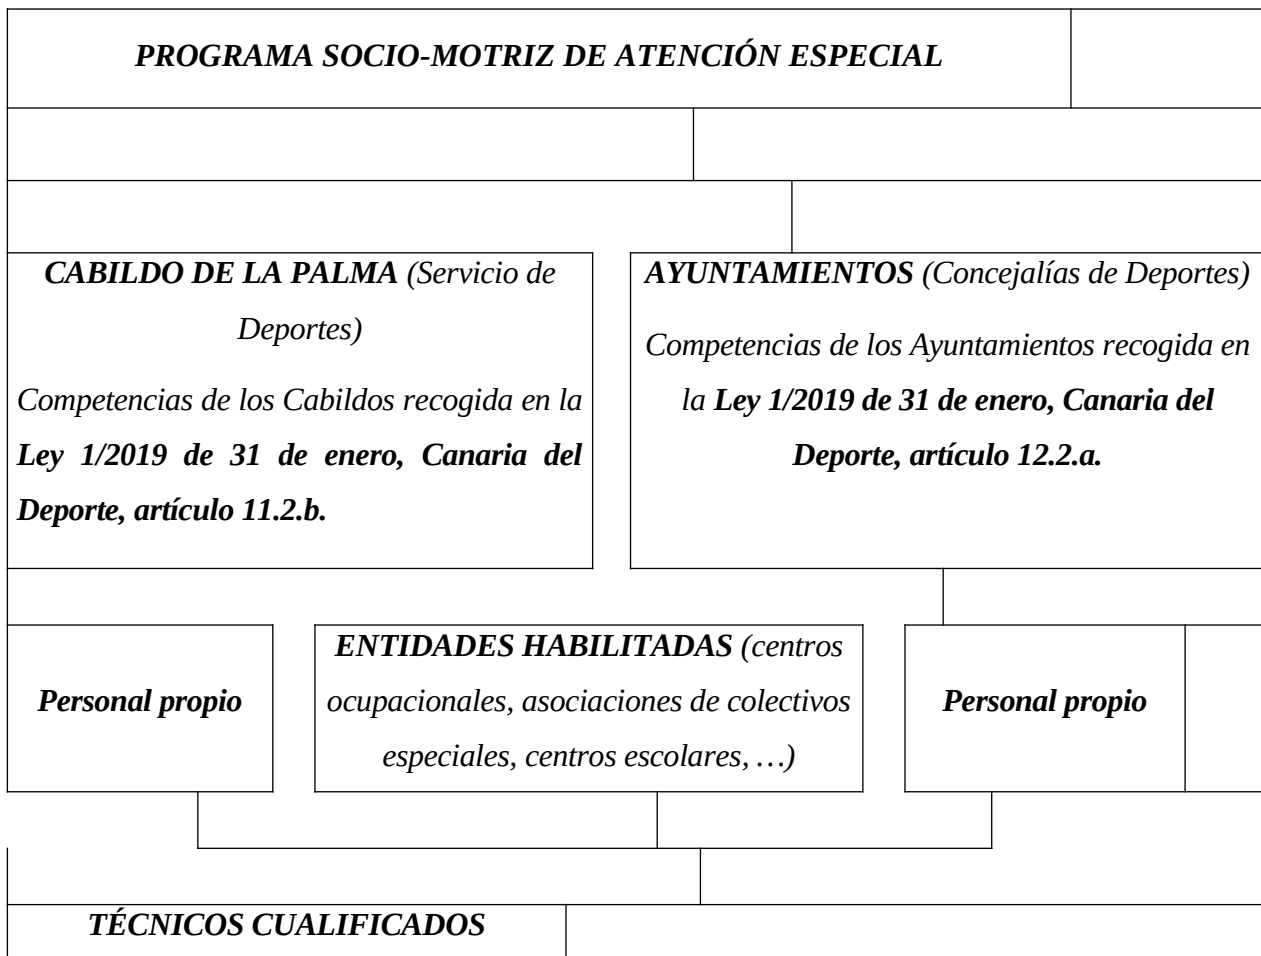 PROGRAMA SOCIO-MOTRIZ DE ATENCIÓN ESPECIAL
CABILDO DE LA PALMA (Servicio de
Deportes)
Competencias de los Cabildos recogida en la
Ley 1/2019 de 31 de enero, Canaria del
Deporte, artículo 11.2.b.
AYUNTAMIENTOS (Concejalías de Deportes)
Competencias de los Ayuntamientos recogida en
la Ley 1/2019 de 31 de enero, Canaria del
Deporte, artículo 12.2.a.
Personal propio
ENTIDADES HABILITADAS (centros
ocupacionales, asociaciones de colectivos
especiales, centros escolares, …)
Personal propio
TÉCNICOS CUALIFICADOS